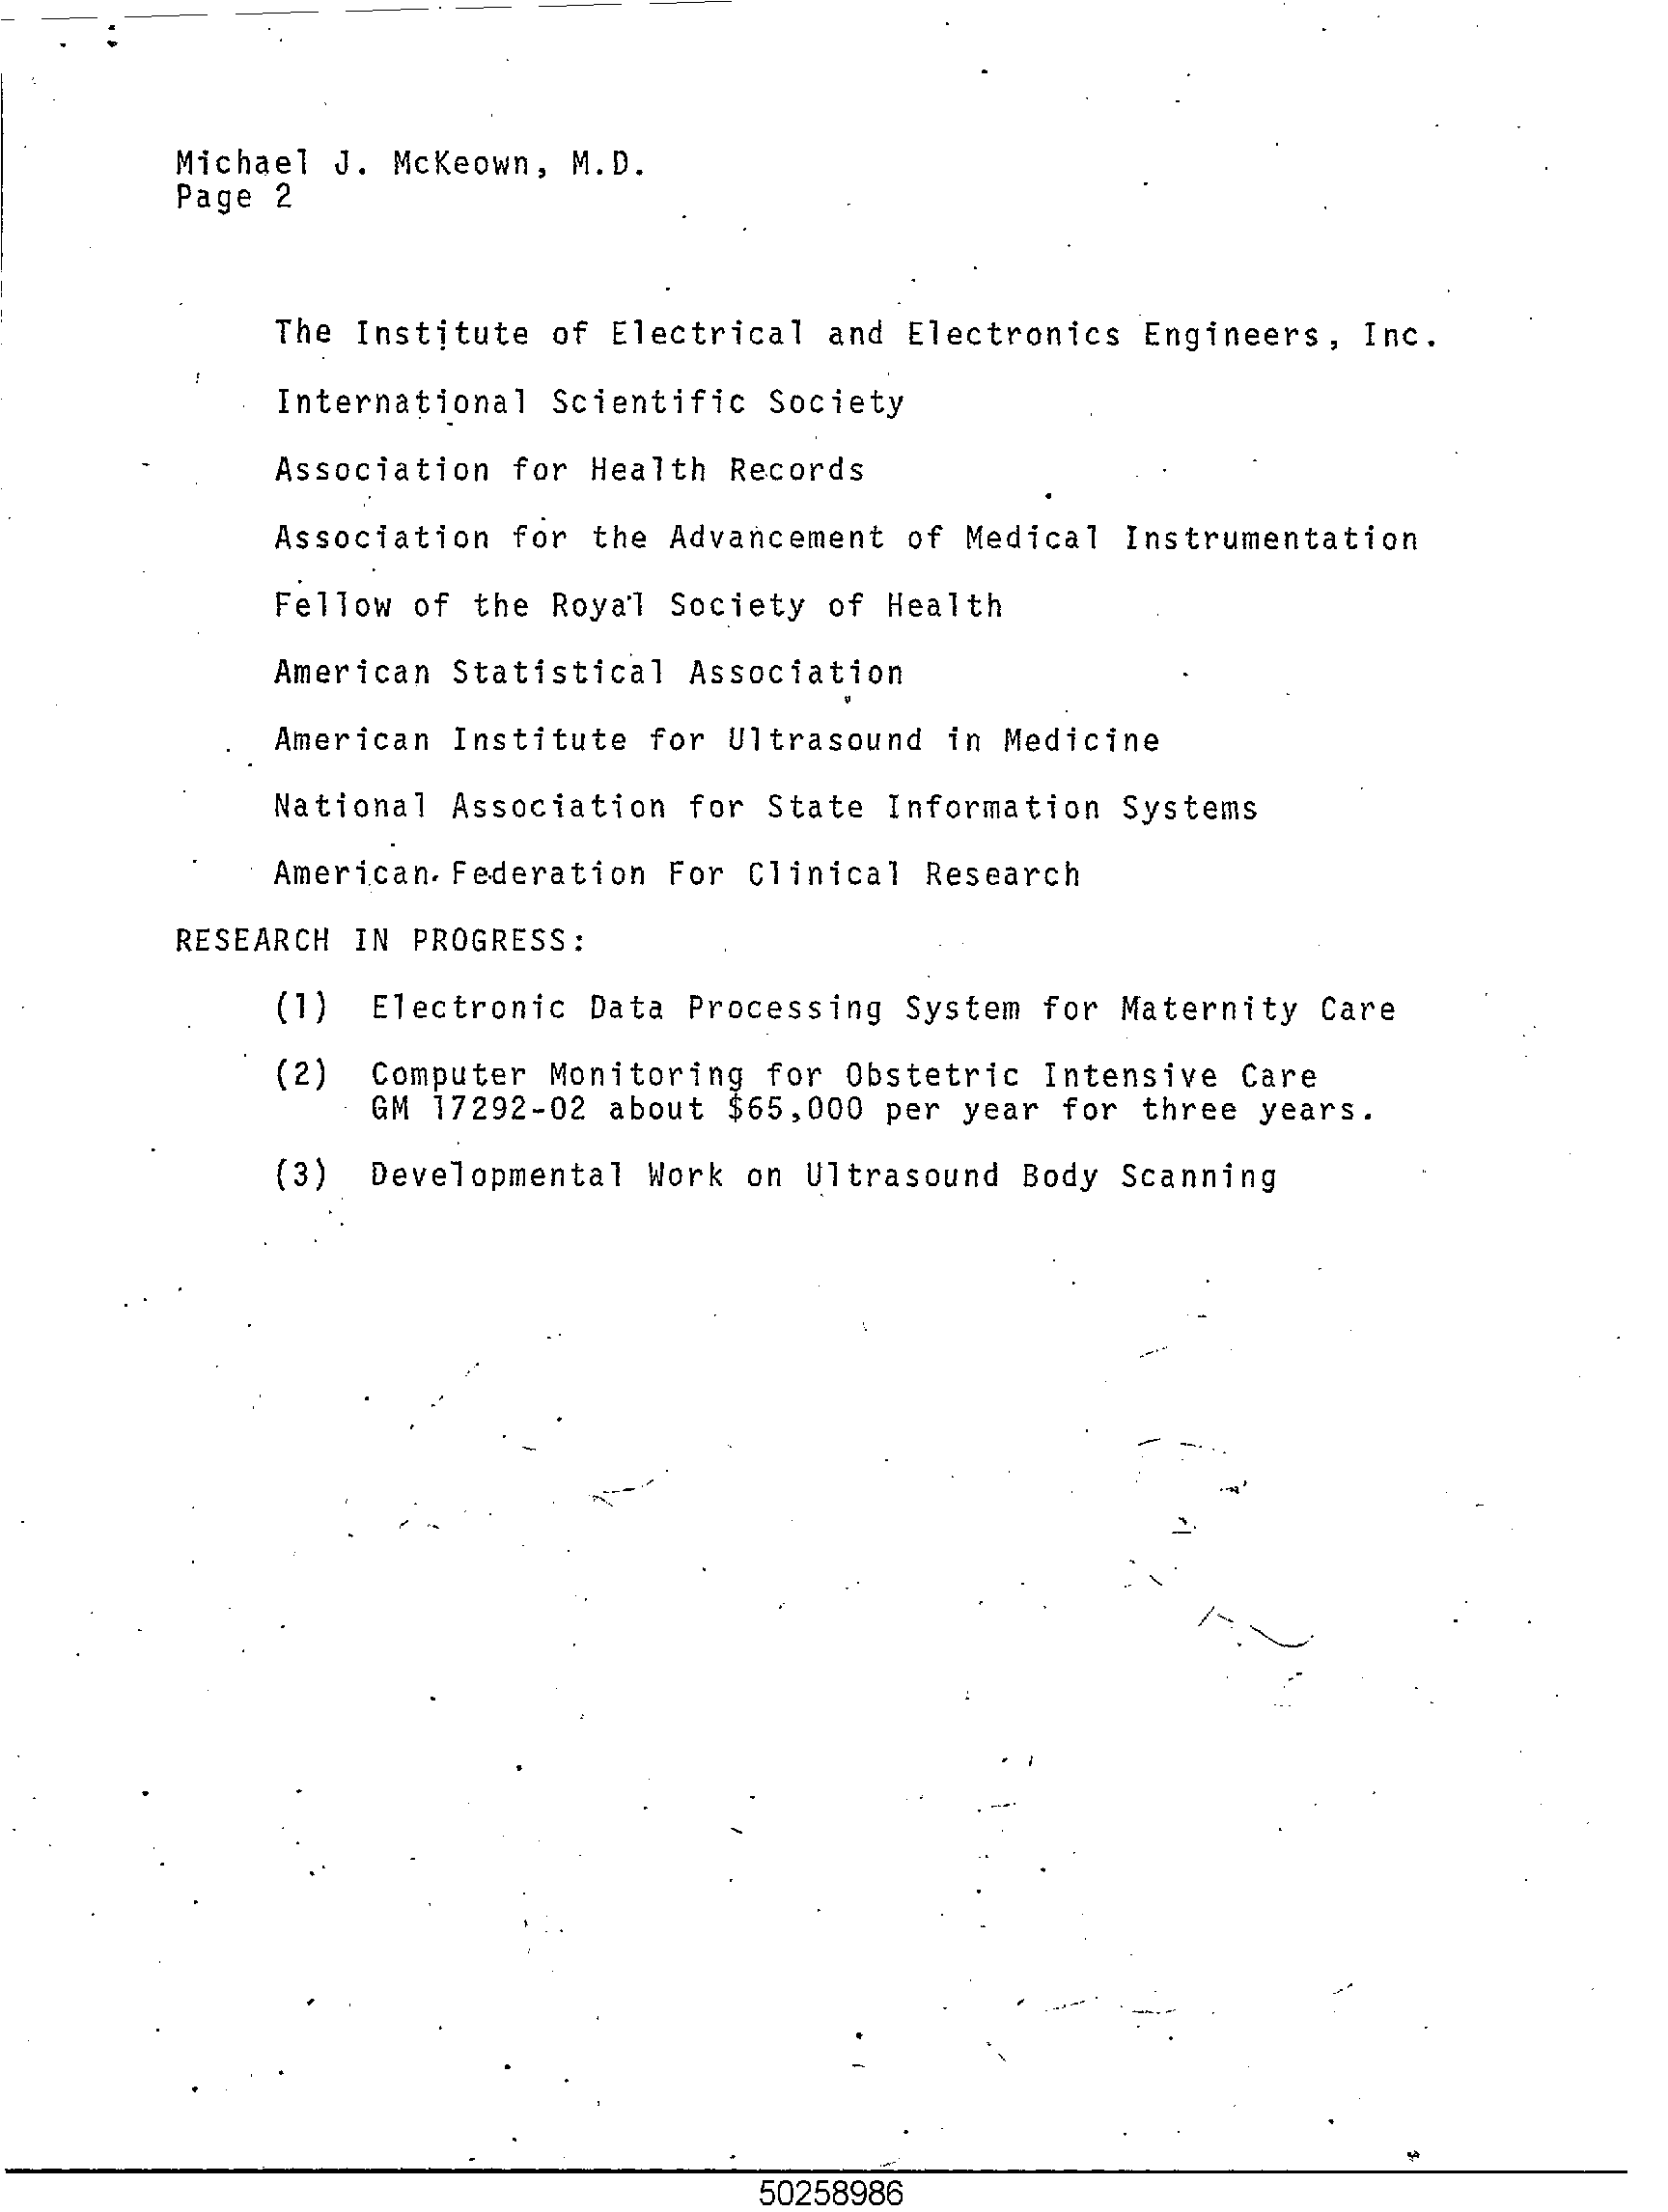 Michael J. McKeown, M.D.
Page 2
The Institute of Electrical and Electronics Engineers, Inc.
International Scientific Society
Association for Health Records
Association for the Advancement of Medical Instrumentation
Fellow of the Royal Society of Health
American Statistical Association
American Institute for Ultrasound in Medicine
National Association for State Information Systems
American Federation For Clinical Research
RESEARCH IN PROGRESS:
(1) Electronic Data Processing System for Maternity Care
(2) Computer Monitoring for Obstetric Intensive Care
GM 17292-02 about $65,000 per year for three years.
(3) Developmental Work on Ultrasound Body Scanning
50258986